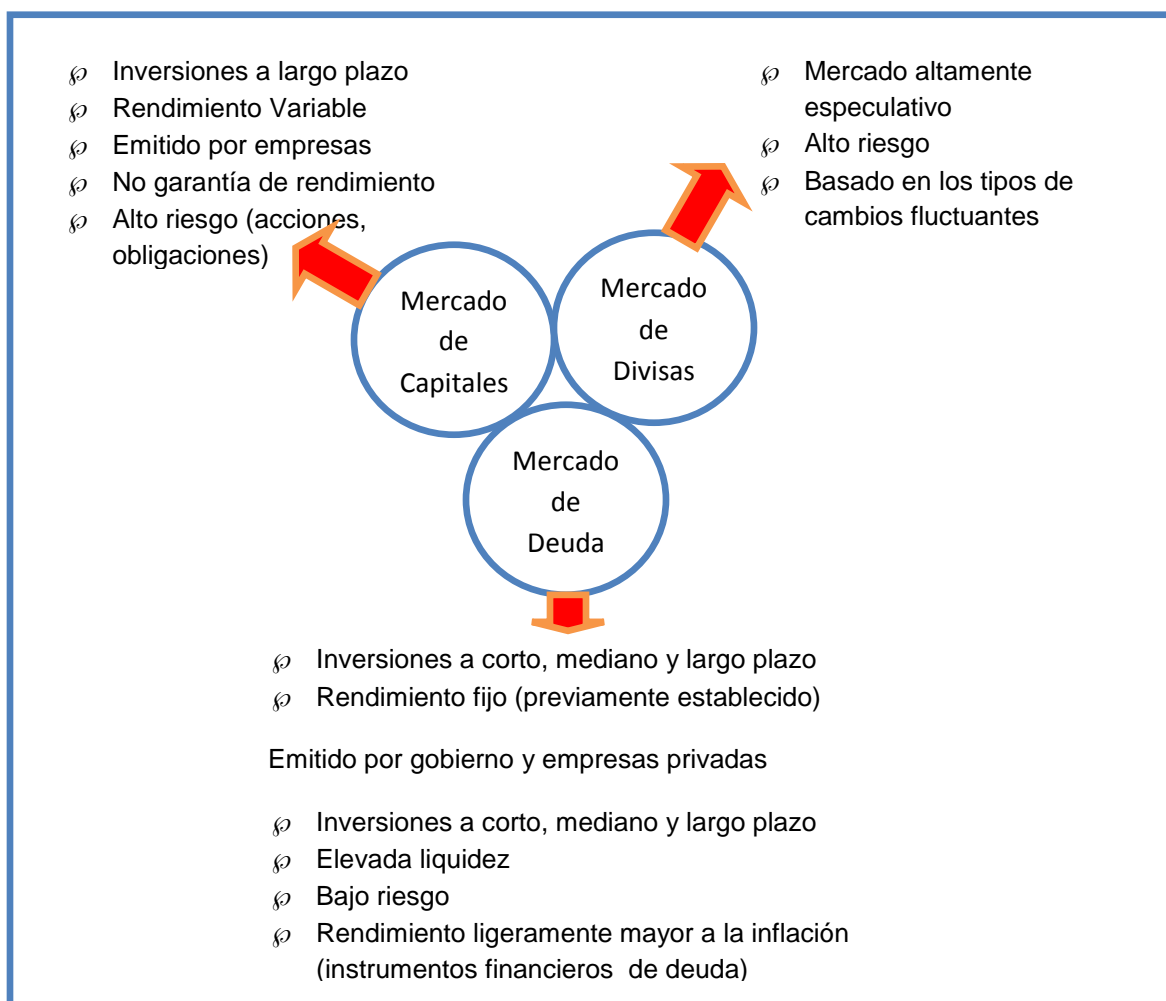 ℘ Inversiones a largo plazo
℘ Rendimiento Variable
℘ Emitido por empresas
℘ No garantía de rendimiento
℘ Alto riesgo (acciones,
obligaciones)
℘ Mercado altamente
especulativo
℘ Alto riesgo
℘ Basado en los tipos de
cambios fluctuantes
Mercado
de
Capitales
Mercado
de
Divisas
Mercado
de
Deuda
℘ Inversiones a corto, mediano y largo plazo
℘ Rendimiento fijo (previamente establecido)
Emitido por gobierno y empresas privadas
℘ Inversiones a corto, mediano y largo plazo
℘ Elevada liquidez
℘ Bajo riesgo
℘ Rendimiento ligeramente mayor a la inflación
(instrumentos financieros de deuda)